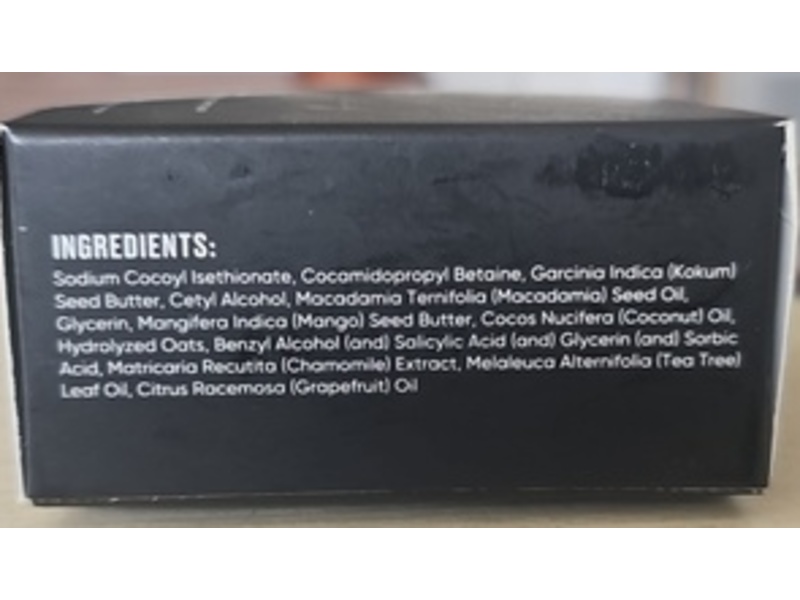 INGREDIENTS:
Sodium Cocoyl Isethionate, Cocamidopropyl Betaine, Garcinia Indica (Kokum)
Seed Butter, Cetyl Alcohol, Macadamia Ternifolia (Macadamia) Seed Oil,
Glycerin, Mangifera Indica (Mango) Seed Butter, Cocos Nucifera (Coconut) Oil,
Hydrolyzed Oats, Benzyl Alcohol (and) Salicylic Acid (and) Glycerin (and) Sorbic
Acid, Matricaria Recutita (Chamomile) Extract, Melaleuca Alternifolia (Tea Tree)
Leaf Oil, Citrus Racemosa (Grapefruit) Oil